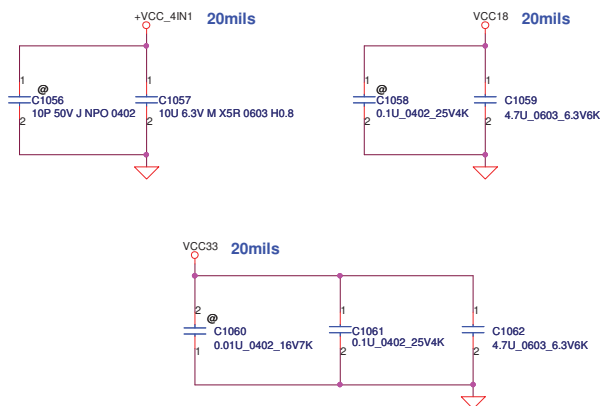 +VCC_4IN1 20mils
1 @ 1
C1056 C1057
10P 50V J NPO 0402 10U 6.3V M X5R 0603 H0.8
2 2
VCC18 20mils
1 @ 1
C1058 C1059
0.1U_0402_25V4K 4.7U_0603_6.3V6K
2 2
VCC33 20mils
2 @ 1 1
C1060 C1061 C1062
0.01U_0402_16V7K 0.1U_0402_25V4K 4.7U_0603_6.3V6K
1 2 2